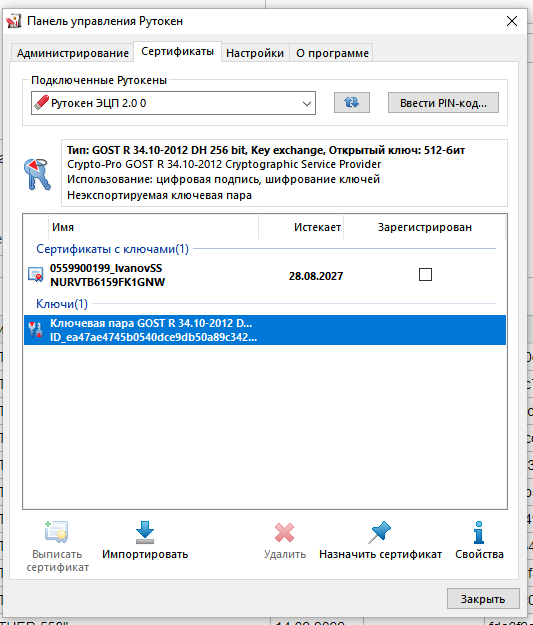 Панель управления Рутокен
Администрирование Сертификаты Настройки О программе
Подключенные Рутокены
Рутокен ЭЦП 2.0 0
Ввести PIN-код...
Тип: GOST R 34.10-2012 DH 256 bit, Key exchange, Открытый ключ: 512-бит
Crypto-Pro GOST R 34.10-2012 Cryptographic Service Provider
Использование: цифровая подпись, шифрование ключей
Неэкспортируемая ключевая пара
Имя Истекает Зарегистрирован
Сертификаты с ключами(1)
0559900199_IvanovSS
NURVTB6159FK1GNW
28.08.2027
Ключи(1)
Ключевая пара GOST R 34.10-2012 D...
ID_ea47ae4745b0540dce9db50a89c342...
Выписать сертификат
Импортировать
Удалить
Назначить сертификат
Свойства
Закрыть